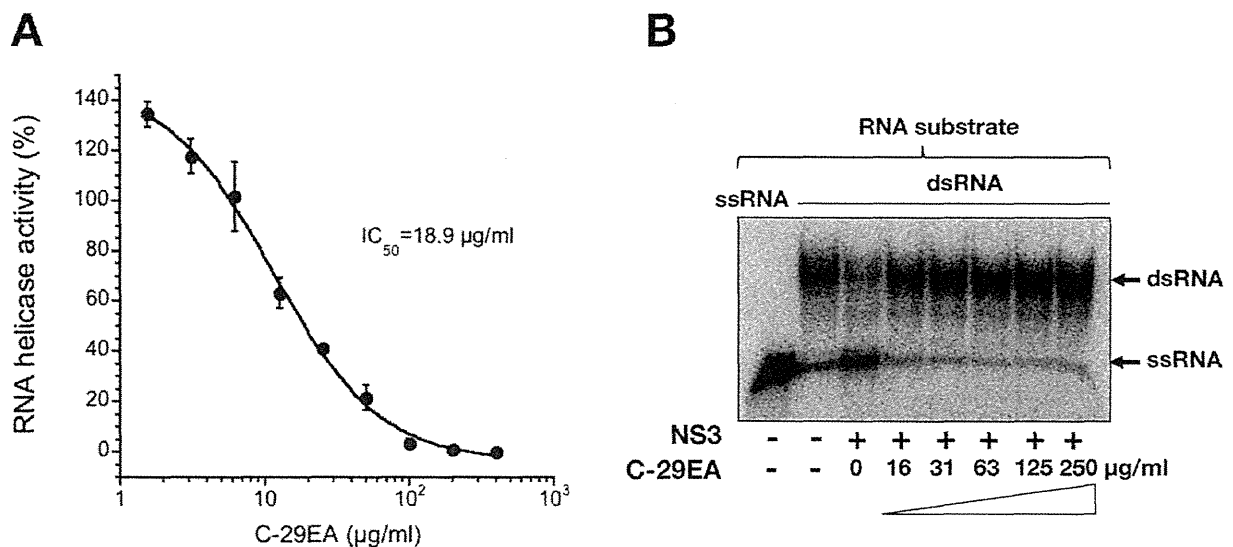 A
RNA helicase activity (%)
140
120
100
80
60
40
20
0
IC50=18.9 µg/ml
1 10 10² 10³
C-29EA (µg/ml)
B
RNA substrate
dsRNA
ssRNA
dsRNA
ssRNA
NS3 - - + + + + + +
C-29EA - - 0 16 31 63 125 250 µg/ml